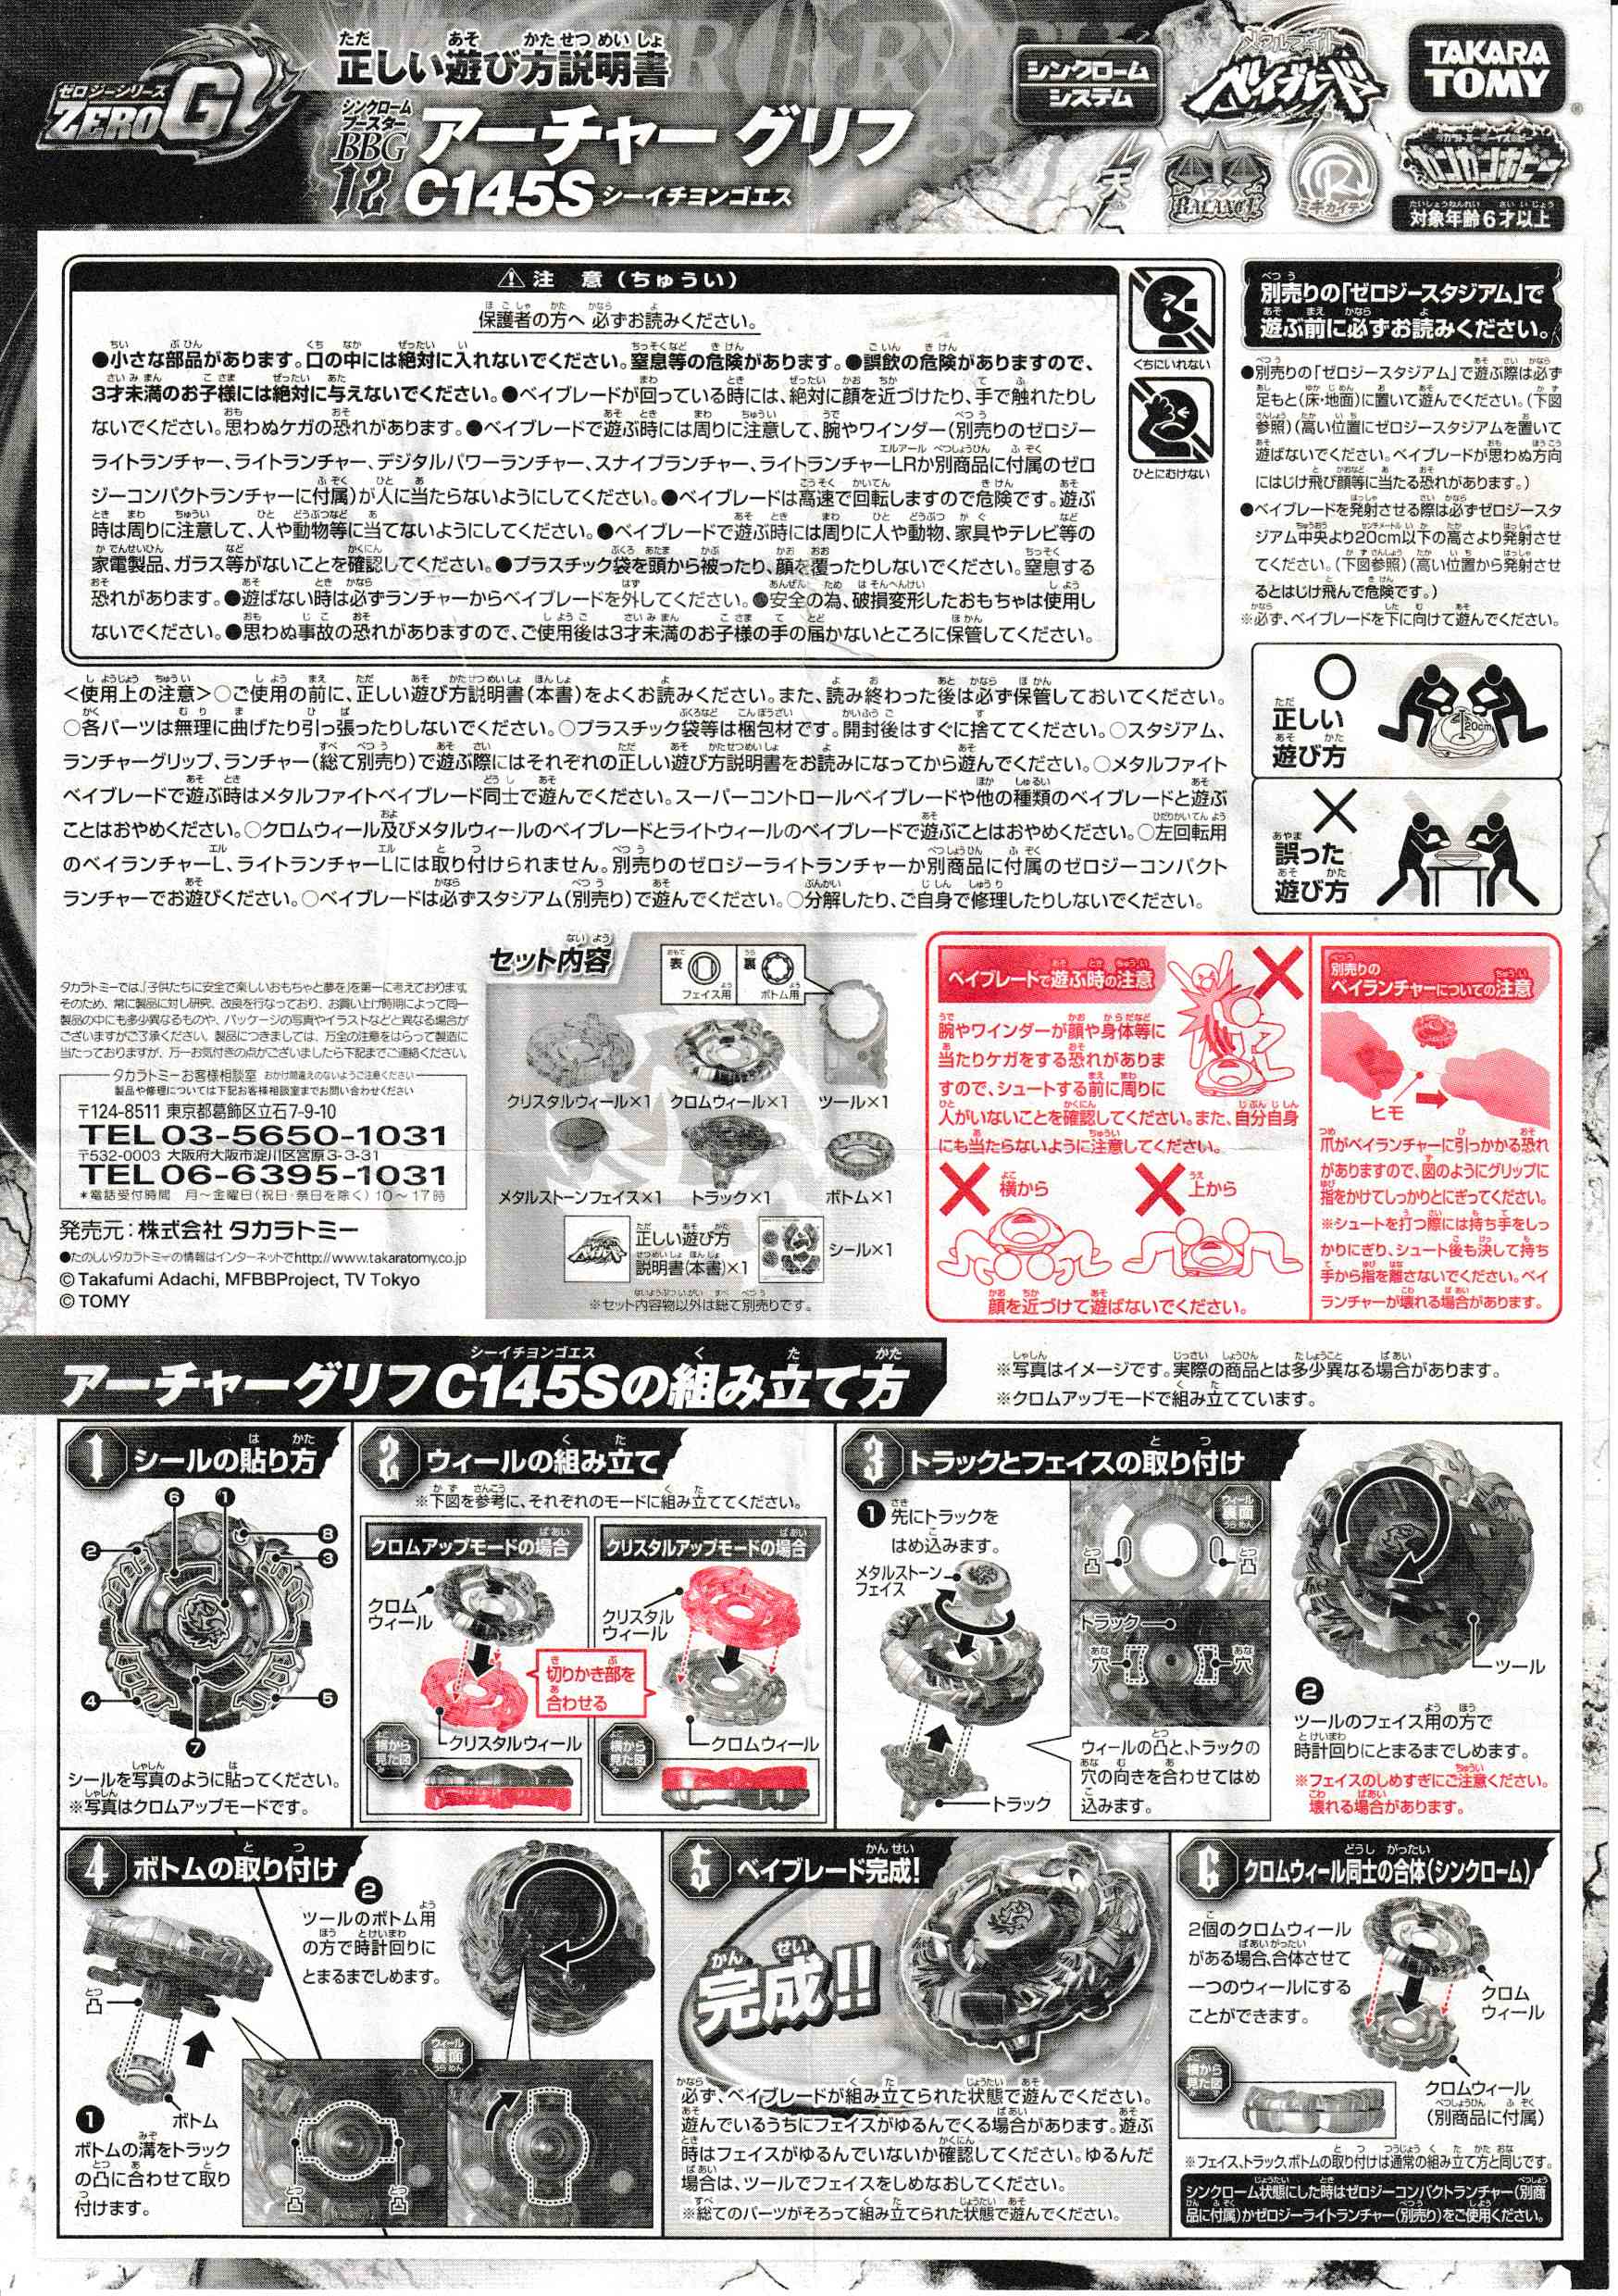 ゼロジーシリーズ
ZEROG
正しい遊び方説明書
シンクローム
ブースター
BBG
12
アーチャー グリフ
C145S シーイチヨンゴエス
シンクローム
システム
メタルファイト
ベイブレード
TAKARA
TOMY
天
バランス
BALANCE
R
ミギカイテン
ガンガンホビー
対象年齢6才以上
⚠注 意(ちゅうい)
保護者の方へ 必ずお読みください。
●小さな部品があります。口の中には絶対に入れないでください。窒息等の危険があります。●誤飲の危険がありますので、
3才未満のお子様には絶対に与えないでください。●ベイブレードが回っている時には、絶対に顔を近づけたり、手で触れたりし
ないでください。思わぬケガの恐れがあります。●ベイブレードで遊ぶ時には周りに注意して、腕やワインダー(別売りのゼロジー
ライトランチャー、ライトランチャー、デジタルパワーランチャー、スナイプランチャー、ライトランチャーLRか別商品に付属のゼロ
ジーコンパクトランチャーに付属)が人に当たらないようにしてください。●ベイブレードは高速で回転しますので危険です。遊ぶ
時は周りに注意して、人や動物等に当てないようにしてください。●ベイブレードで遊ぶ時には周りに人や動物、家具やテレビ等の
家電製品、ガラス等がないことを確認してください。●プラスチック袋を頭から被ったり、顔を覆ったりしないでください。窒息する
恐れがあります。●遊ばない時は必ずランチャーからベイブレードを外してください。●安全の為、破損変形したおもちゃは使用し
ないでください。●思わぬ事故の恐れがありますので、ご使用後は3才未満のお子様の手の届かないところに保管してください。
くちにいれない
ひとにむけない
別売りの「ゼロジースタジアム」で
遊ぶ前に必ずお読みください。
●別売りの「ゼロジースタジアム」で遊ぶ際は必ず
足もと(床・地面)に置いて遊んでください。(下図
参照)(高い位置にゼロジースタジアムを置いて
遊ばないでください。ベイブレードが思わぬ方向
にはじけ飛び顔等に当たる恐れがあります。)
●ベイブレードを発射させる際は必ずゼロジースタ
ジアム中央より20cm以下の高さより発射させ
てください。(下図参照)(高い位置から発射させ
るとはじけ飛んで危険です。)
※必ず、ベイブレードを下に向けて遊んでください。
正しい
遊び方
20cm
誤った
遊び方
<使用上の注意>○ご使用の前に、正しい遊び方説明書(本書)をよくお読みください。また、読み終わった後は必ず保管しておいてください。
○各パーツは無理に曲げたり引っ張ったりしないでください。○プラスチック袋等は梱包材です。開封後はすぐに捨ててください。○スタジアム、
ランチャーグリップ、ランチャー(総て別売り)で遊ぶ際にはそれぞれの正しい遊び方説明書をお読みになってから遊んでください。○メタルファイト
ベイブレードで遊ぶ時はメタルファイトベイブレード同士で遊んでください。スーパーコントロールベイブレードや他の種類のベイブレードと遊ぶ
ことはおやめください。○クロムウィール及びメタルウィールのベイブレードとライトウィールのベイブレードで遊ぶことはおやめください。○左回転用
のベイランチャーL、ライトランチャーLには取り付けられません。別売りのゼロジーライトランチャーか別商品に付属のゼロジーコンパクト
ランチャーでお遊びください。○ベイブレードは必ずスタジアム(別売り)で遊んでください。○分解したり、ご自身で修理したりしないでください。
タカラトミーでは、「子供たちに安全で楽しいおもちゃと夢を」を第一に考えております。
そのため、常に製品に対し研究、改良を行なっており、お買い上げ時期によって同一
製品の中にも多少異なるものや、パッケージの写真やイラストなどと異なる場合が
ございますがご了承ください。製品につきましては、万全の注意をはらって製造に
当たっておりますが、万一お気付きの点がございましたら下記までご連絡ください。
タカラトミーお客様相談室 おかけ間違えのないようご注意ください
製品や修理については下記お客様相談室までお問い合わせください
〒124-8511 東京都葛飾区立石7-9-10
TEL 03-5650-1031
〒532-0003 大阪府大阪市淀川区宮原3-3-31
TEL 06-6395-1031
*電話受付時間 月〜金曜日(祝日・祭日を除く)10〜17時
発売元:株式会社 タカラトミー
●たのしいタカラトミーの情報はインターネットでhttp://www.takaratomy.co.jp
© Takafumi Adachi, MFBBProject, TV Tokyo
© TOMY
セット内容
表
フェイス用
裏
ボトム用
クリスタルウィール×1
クロムウィール×1
ツール×1
メタルストーンフェイス×1
トラック×1
ボトム×1
正しい遊び方
説明書(本書)×1
シール×1
※セット内容物以外は総て別売りです。
ベイブレードで遊ぶ時の注意
腕やワインダーが顔や身体等に
当たりケガをする恐れがありま
すので、シュートする前に周りに
人がいないことを確認してください。また、自分自身
にも当たらないように注意してください。
横から
上から
顔を近づけて遊ばないでください。
別売りの
ベイランチャーについての注意
ヒモ
爪がベイランチャーに引っかかる恐れ
がありますので、図のようにグリップに
指をかけてしっかりとにぎってください。
※シュートを打つ際には持ち手をしっ
かりにぎり、シュート後も決して持ち
手から指を離さないでください。ベイ
ランチャーが壊れる場合があります。
アーチャーグリフC145Sの組み立て方
※写真はイメージです。実際の商品とは多少異なる場合があります。
※クロムアップモードで組み立てています。
1 シールの貼り方
6
1
8
2
3
4
5
7
シールを写真のように貼ってください。
※写真はクロムアップモードです。
2 ウィールの組み立て
※下図を参考に、それぞれのモードに組み立ててください。
クロムアップモードの場合
クロム
ウィール
クリスタルウィール
横から
見た図
切りかき部を
合わせる
クリスタルアップモードの場合
クリスタル
ウィール
クロムウィール
横から
見た図
3 トラックとフェイスの取り付け
1 先にトラックを
はめ込みます。
メタルストーン
フェイス
トラック
ウィール
裏面
凸
凸
トラック
穴
穴
ウィールの凸と、トラックの
穴の向きを合わせてはめ
込みます。
ツール
2
ツールのフェイス用の方で
時計回りにとまるまでしめます。
※フェイスのしめすぎにご注意ください。
壊れる場合があります。
4 ボトムの取り付け
凸
ボトム
1
ボトムの溝をトラック
の凸に合わせて取り
付けます。
2
ツールのボトム用
の方で時計回りに
とまるまでしめます。
ウィール
裏面
凸
凸
5 ベイブレード完成!
完成!!
必ず、ベイブレードが組み立てられた状態で遊んでください。
遊んでいるうちにフェイスがゆるんでくる場合があります。遊ぶ
時はフェイスがゆるんでいないか確認してください。ゆるんだ
場合は、ツールでフェイスをしめなおしてください。
※総てのパーツがそろって組み立てられた状態で遊んでください。
6 クロムウィール同士の合体(シンクローム)
2個のクロムウィール
がある場合、合体させて
一つのウィールにする
ことができます。
クロム
ウィール
クロムウィール
(別商品に付属)
横から
見た図
※フェイス、トラック、ボトムの取り付けは通常の組み立て方と同じです。
シンクローム状態にした時はゼロジーコンパクトランチャー(別商
品に付属)かゼロジーライトランチャー(別売り)をご使用ください。